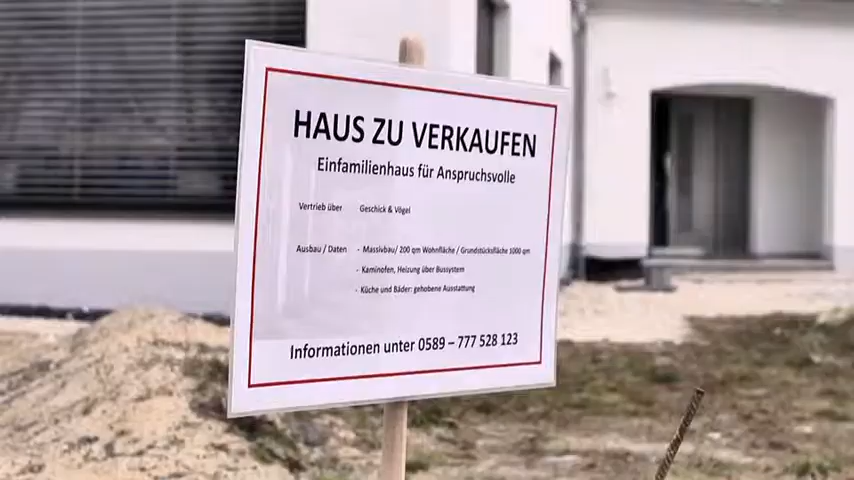 HAUS ZU VERKAUFEN
Einfamilienhaus für Anspruchsvolle
Vertrieb über Geschick & Vögel
Ausbau / Daten - Massivbau/ 200 qm Wohnfläche / Grundstücksfläche 1000 qm
- Kaminofen, Heizung über Bussystem
- Küche und Bäder: gehobene Ausstattung
Informationen unter 0589 – 777 528 123